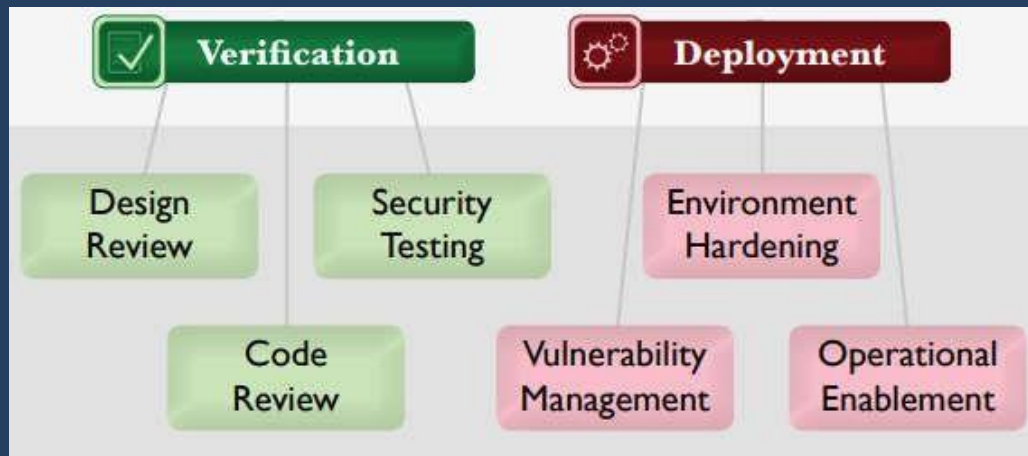 Verification
Deployment
Design
Review
Security
Testing
Environment
Hardening
Code
Review
Vulnerability
Management
Operational
Enablement